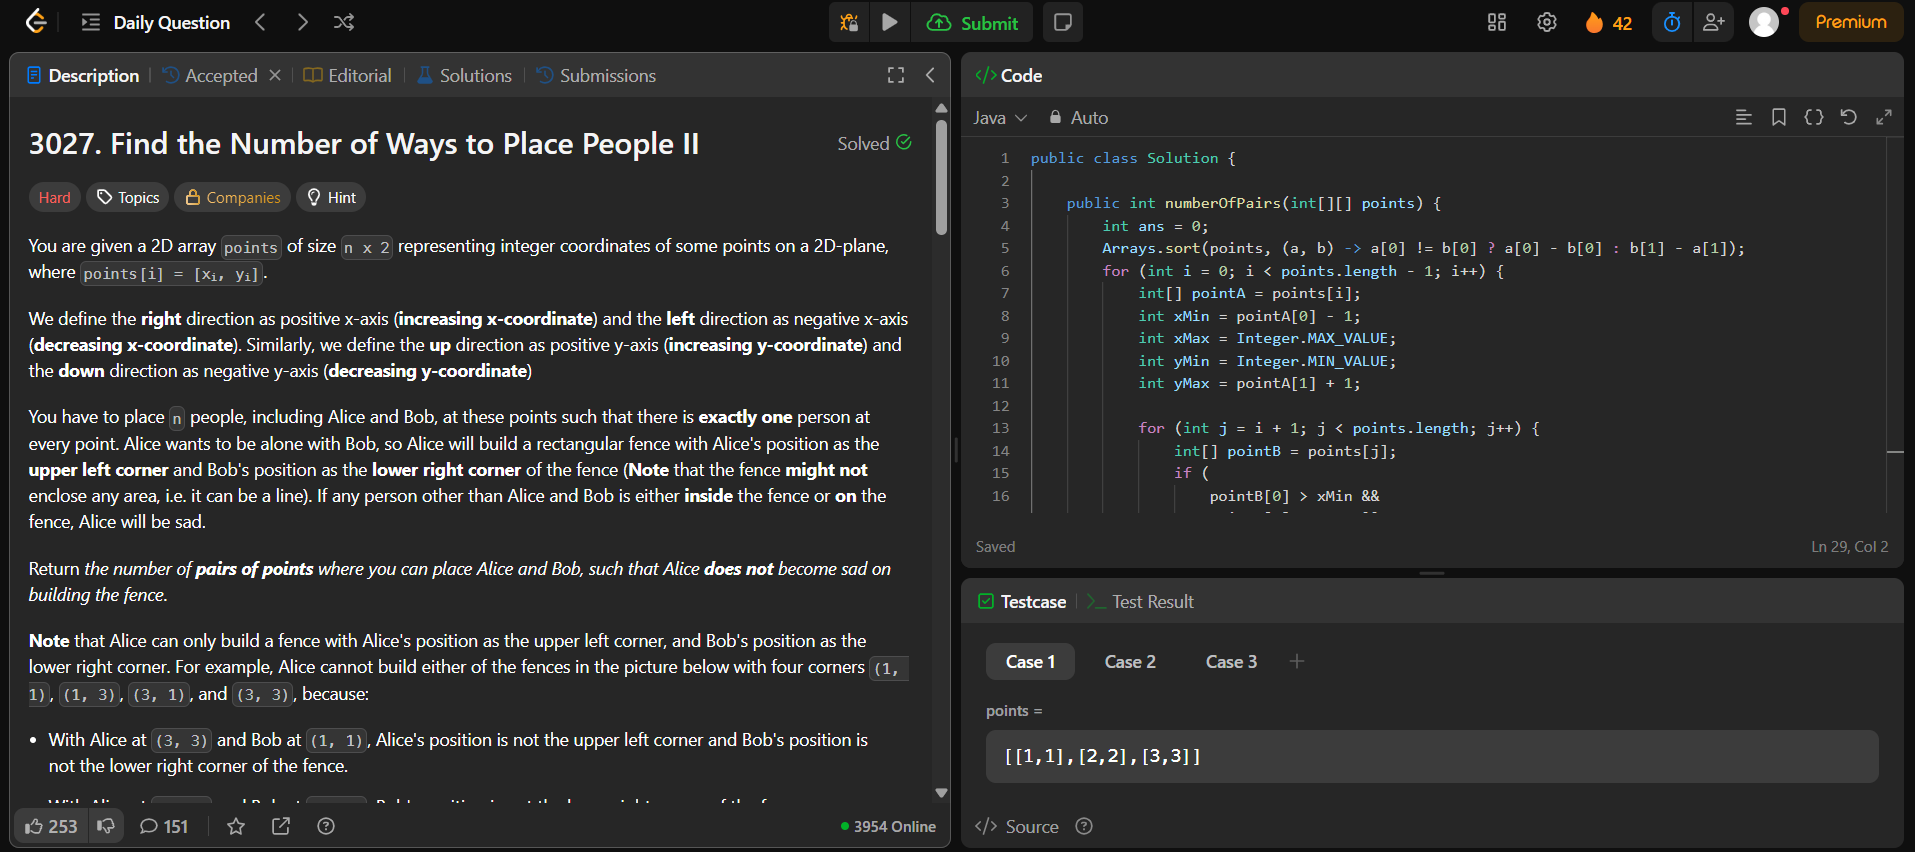 Daily Question
Submit
42
Premium
Description
Accepted
Editorial
Solutions
Submissions
3027. Find the Number of Ways to Place People II
Solved
Hard
Topics
Companies
Hint
You are given a 2D array points of size n x 2 representing integer coordinates of some points on a 2D-plane,
where points[i] = [xi, yi].
We define the right direction as positive x-axis (increasing x-coordinate) and the left direction as negative x-axis
(decreasing x-coordinate). Similarly, we define the up direction as positive y-axis (increasing y-coordinate) and
the down direction as negative y-axis (decreasing y-coordinate)
You have to place n people, including Alice and Bob, at these points such that there is exactly one person at
every point. Alice wants to be alone with Bob, so Alice will build a rectangular fence with Alice's position as the
upper left corner and Bob's position as the lower right corner of the fence (Note that the fence might not
enclose any area, i.e. it can be a line). If any person other than Alice and Bob is either inside the fence or on the
fence, Alice will be sad.
Return the number of pairs of points where you can place Alice and Bob, such that Alice does not become sad on
building the fence.
Note that Alice can only build a fence with Alice's position as the upper left corner, and Bob's position as the
lower right corner. For example, Alice cannot build either of the fences in the picture below with four corners (1,
1), (1, 3), (3, 1), and (3, 3), because:
• With Alice at (3, 3) and Bob at (1, 1), Alice's position is not the upper left corner and Bob's position is
not the lower right corner of the fence.
253
151
3954 Online
</> Code
Java
Auto
1 public class Solution {
2
3 public int numberOfPairs(int[][] points) {
4 int ans = 0;
5 Arrays.sort(points, (a, b) -> a[0] != b[0] ? a[0] - b[0] : b[1] - a[1]);
6 for (int i = 0; i < points.length - 1; i++) {
7 int[] pointA = points[i];
8 int xMin = pointA[0] - 1;
9 int xMax = Integer.MAX_VALUE;
10 int yMin = Integer.MIN_VALUE;
11 int yMax = pointA[1] + 1;
12
13 for (int j = i + 1; j < points.length; j++) {
14 int[] pointB = points[j];
15 if (
16 pointB[0] > xMin &&
Saved
Ln 29, Col 2
Testcase
Test Result
Case 1
Case 2
Case 3
points =
[[1,1],[2,2],[3,3]]
</> Source